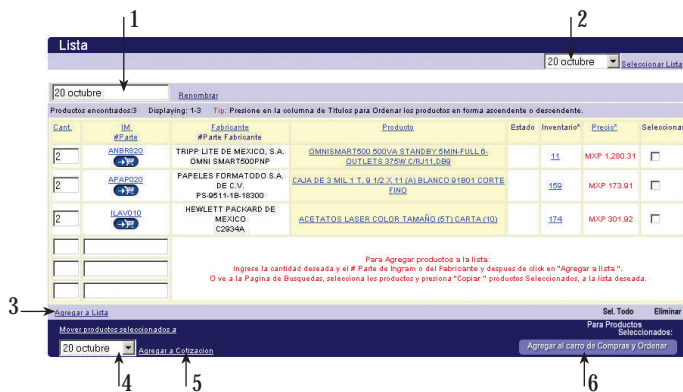 1
2
Lista
20 octubre Seleccionar Lista
20 octubre Renombrar
Productos encontrados:3 Displaying: 1-3 Tip: Presione en la columna de Titulos para Ordenar los productos en forma ascendente o descendente.
Cant. IM #Parte Fabricante #Parte Fabricante Producto Estado Inventario* Precio* Seleccionar
2 ANBR820 TRIPP LITE DE MEXICO, S.A. OMNI SMART500PNP OMNISMART500 500VA STANDBY 5MIN-FULL 6-OUTLETS 375W C/RJ11,DB9 11 MXP 1,280.31
2 APAP020 PAPELES FORMATODO S.A. DE C.V. PS-9511-1B-18300 CAJA DE 3 MIL 1 T. 9 1/2 X 11 (A) BLANCO 91B01 CORTE FINO 159 MXP 173.91
2 ILAV010 HEWLETT PACKARD DE MEXICO C2934A ACETATOS LASER COLOR TAMAÑO (5T) CARTA (10) 174 MXP 301.92
Para Agregar productos a la lista:
Ingrese la cantidad deseada y el # Parte de Ingram o del Fabricante y despues de click en "Agregar a lista ".
O ve a la Pagina de Busquedas, selecciona los productos y presiona "Copiar " productos Seleccionados, a la lista deseada.
3
Agregar a Lista Sel. Todo Eliminar
Mover productos seleccionados a Para Productos Seleccionados:
20 octubre Agregar a Cotizacion Agregar al carro de Compras y Ordenar
4
5
6